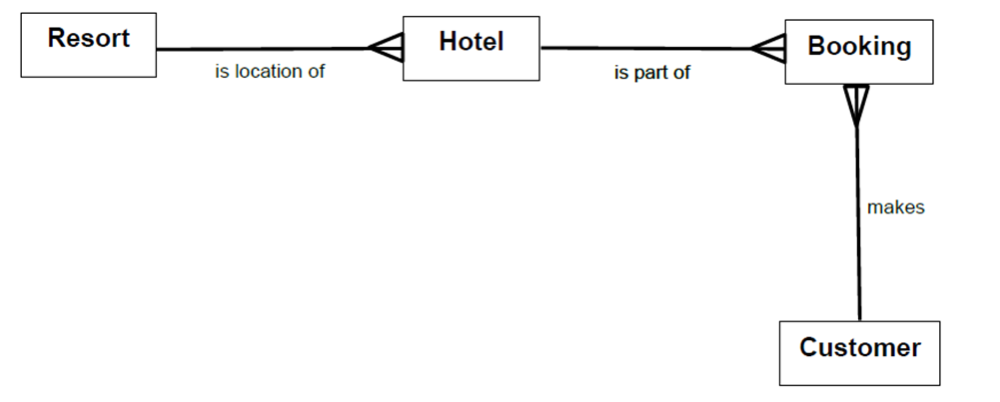 Resort
is location of
Hotel
is part of
Booking
makes
Customer